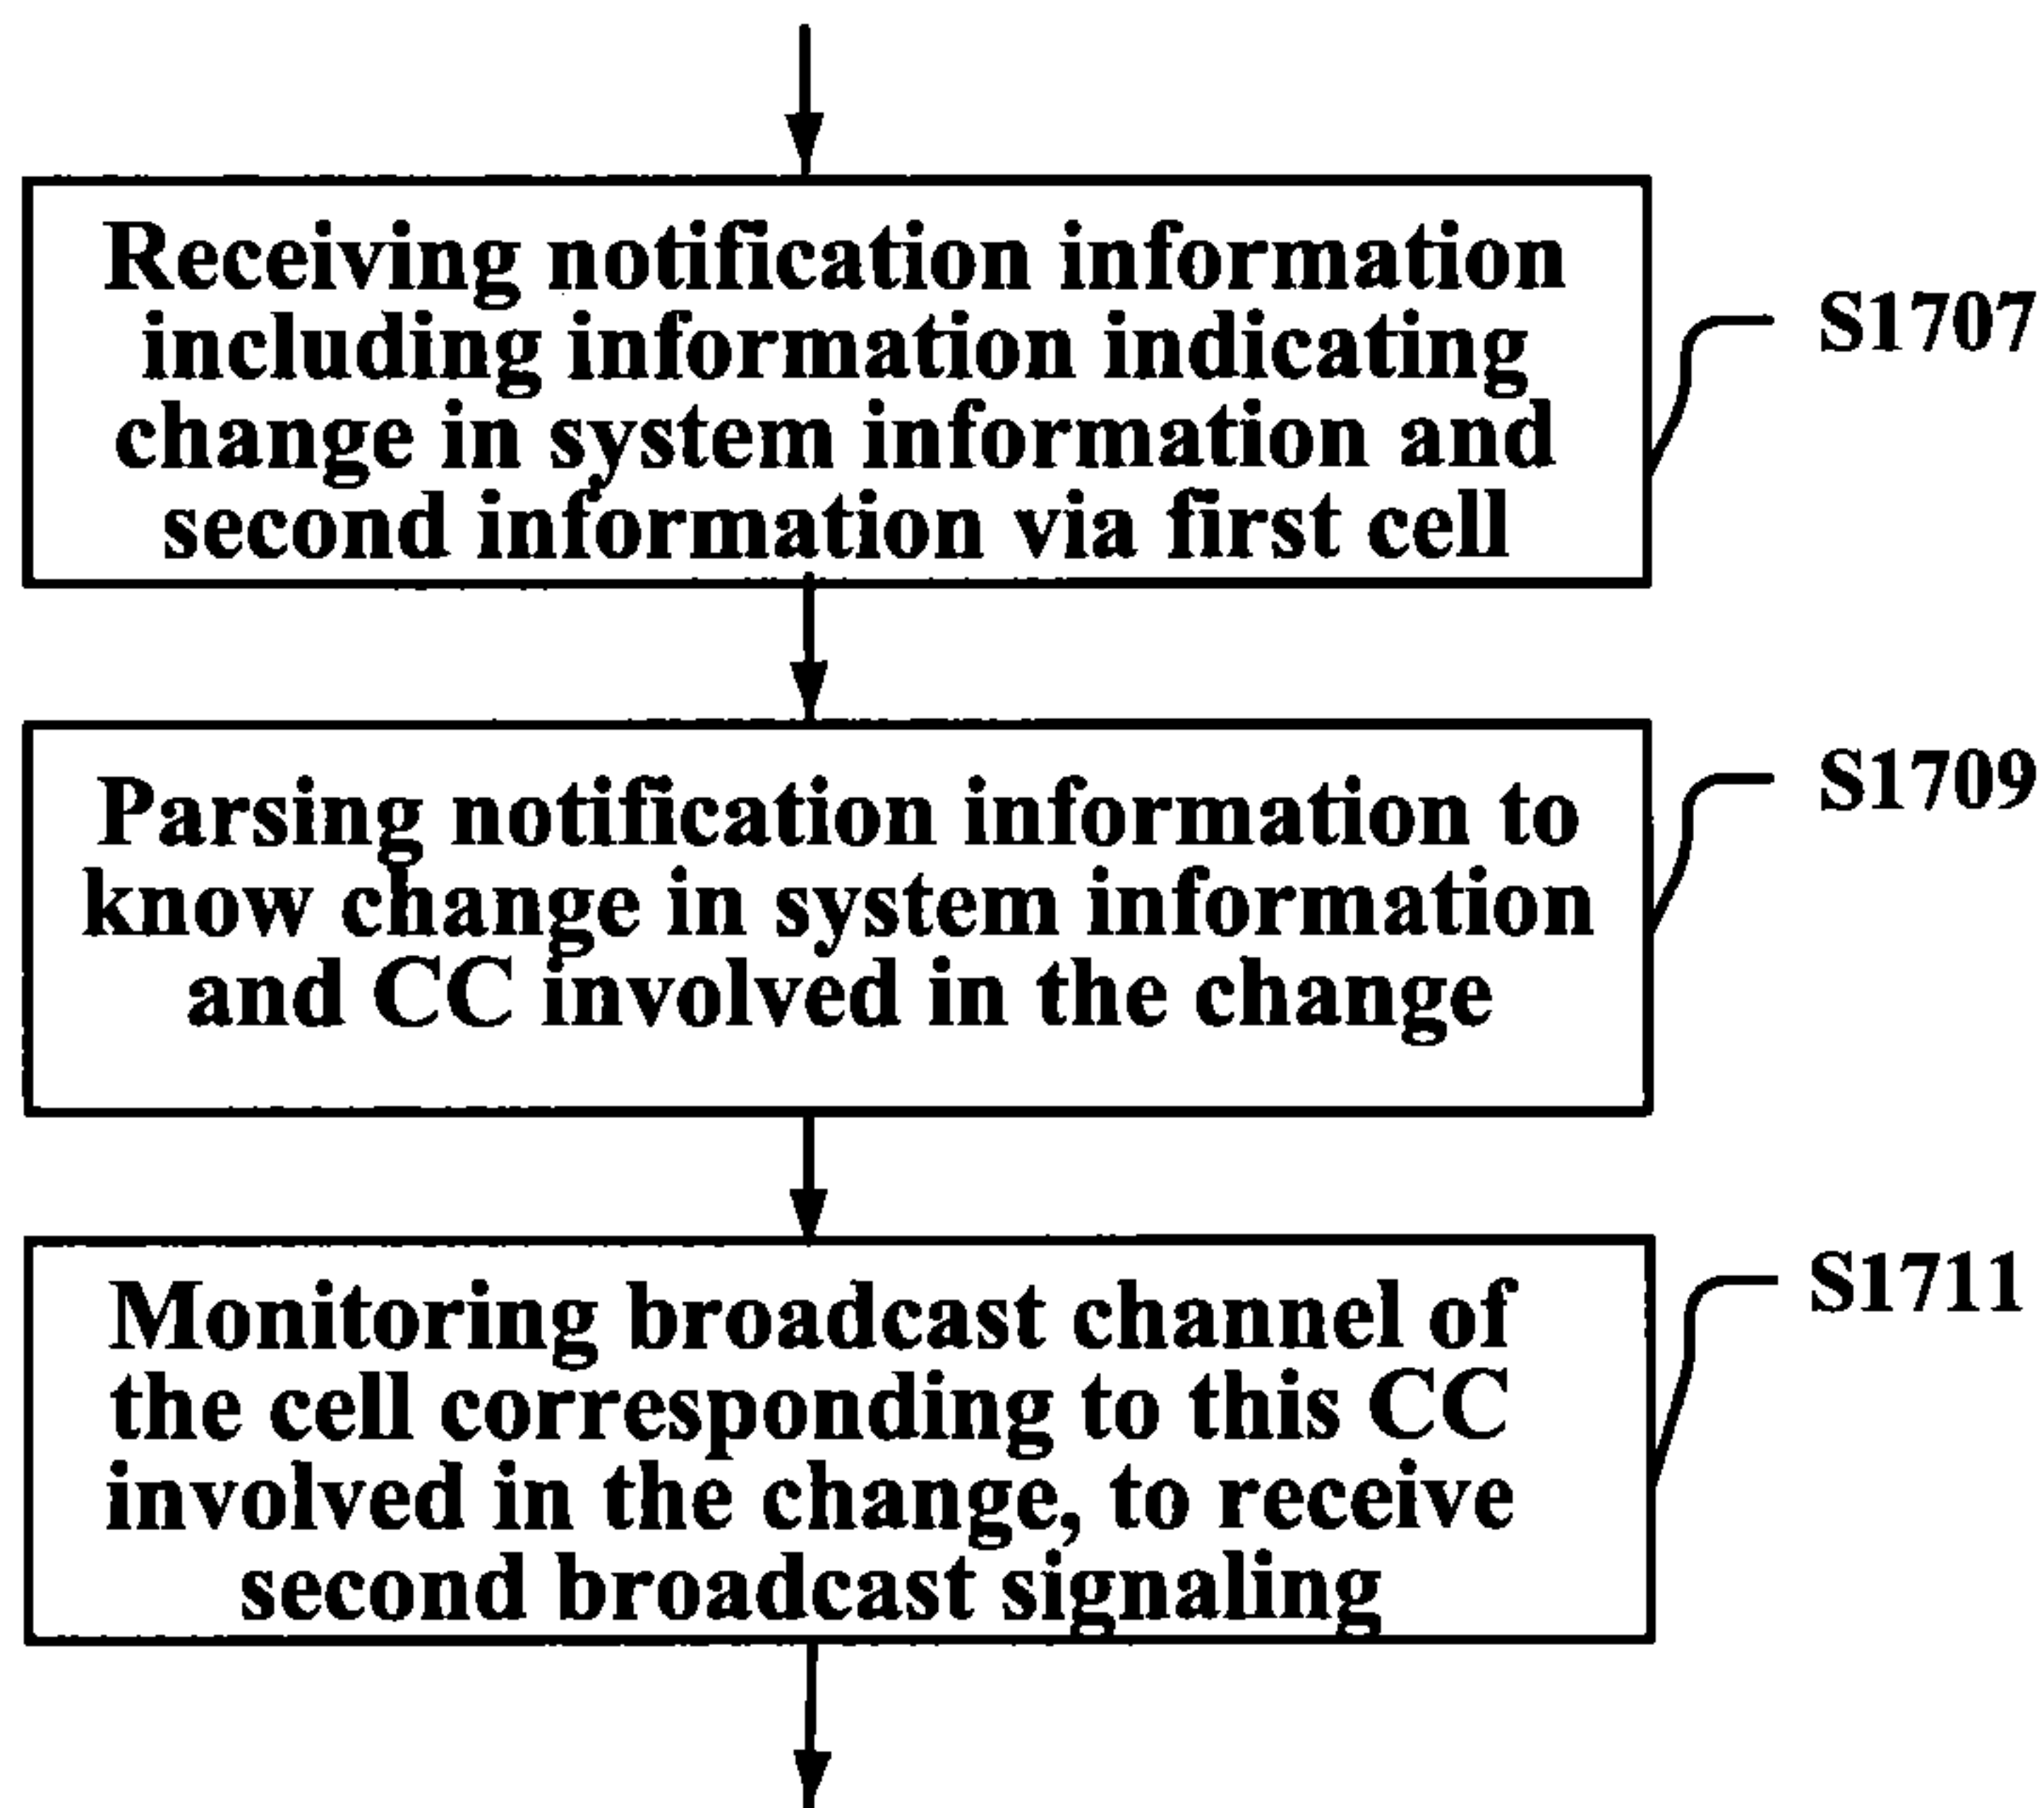 Receiving notification information
including information indicating
change in system information and
second information via first cell
S1707
Parsing notification information to
know change in system information
and CC involved in the change
S1709
Monitoring broadcast channel of
the cell corresponding to this CC
involved in the change, to receive
second broadcast signaling
S1711